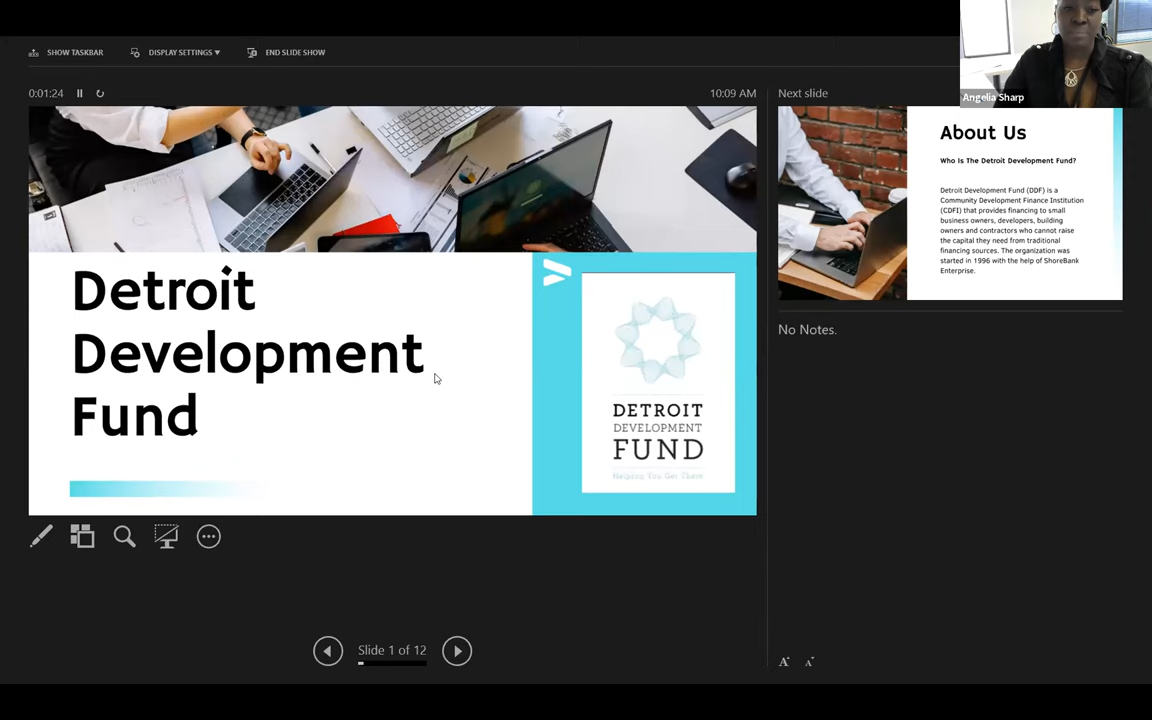 SHOW TASKBAR
DISPLAY SETTINGS
END SLIDE SHOW
0:01:24
10:09 AM
Next slide
Angelia Sharp
Detroit
Development
Fund
DETROIT
DEVELOPMENT
FUND
Helping You Get There
About Us
Who Is The Detroit Development Fund?
Detroit Development Fund (DDF) is a
Community Development Finance Institution
(CDFI) that provides financing to small
business owners, developers, building
owners and contractors who cannot raise
the capital they need from traditional
financing sources. The organization was
started in 1996 with the help of ShoreBank
Enterprise.
No Notes.
Slide 1 of 12
A
A